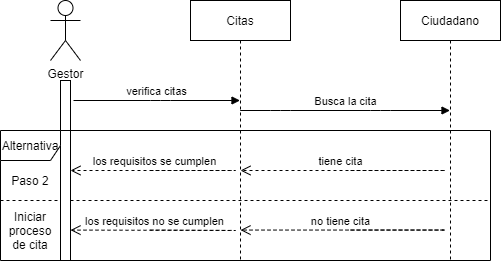 Citas
Ciudadano
Gestor
verifica citas
Busca la cita
Alternativa
los requisitos se cumplen
tiene cita
Paso 2
Iniciar
proceso
de cita
los requisitos no se cumplen
no tiene cita